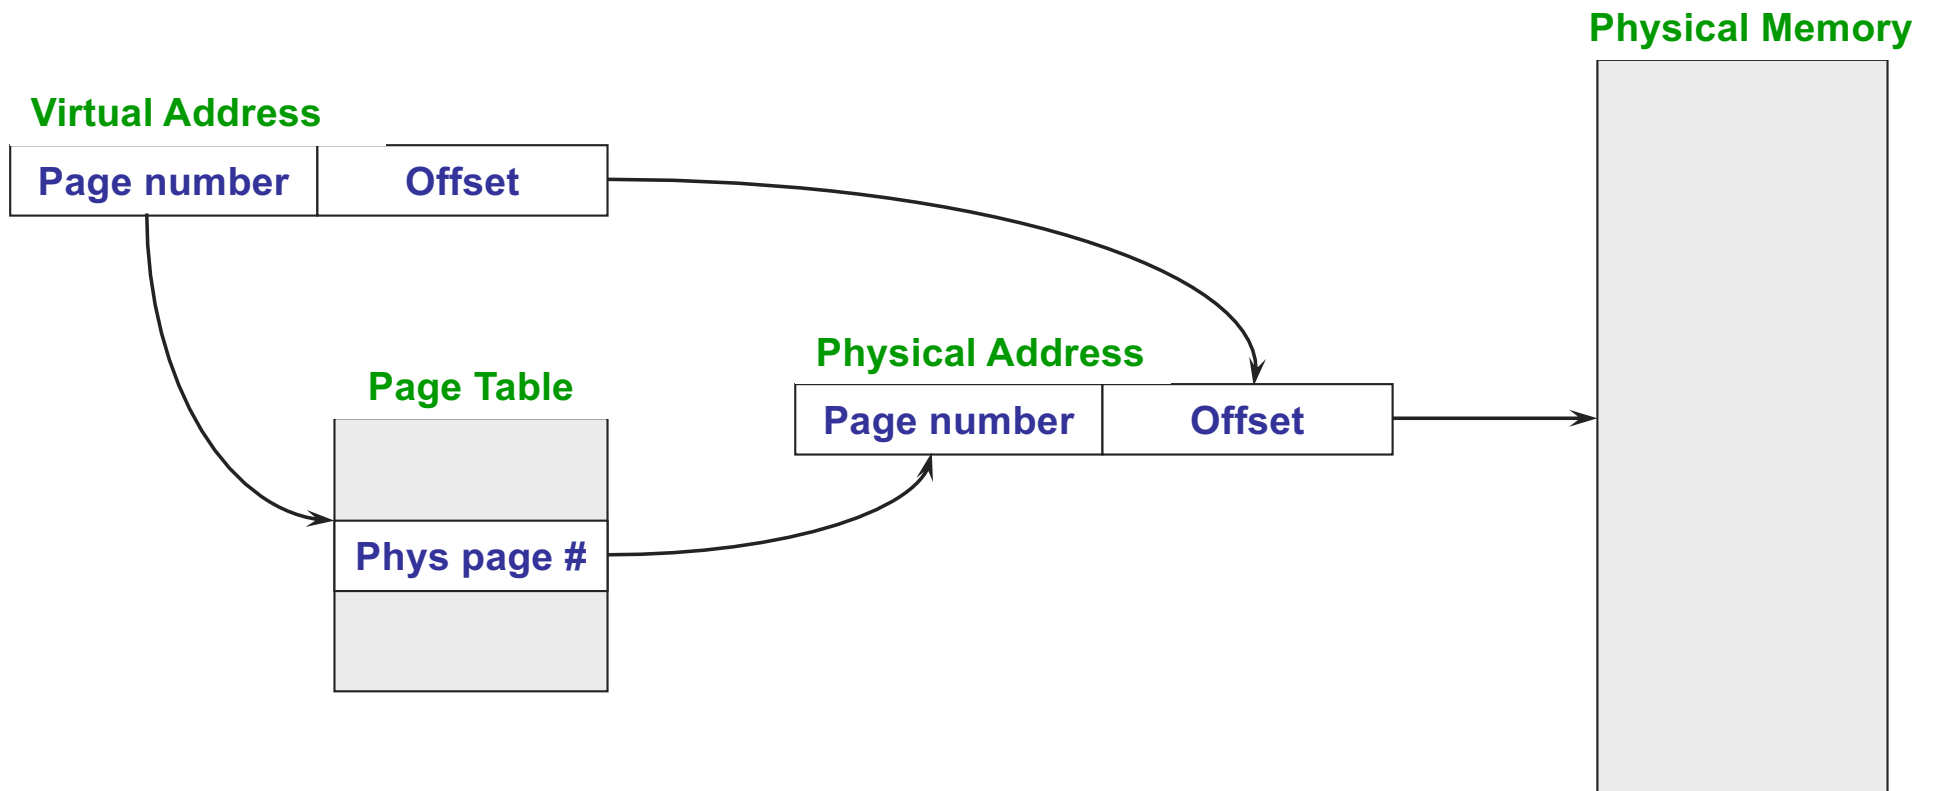 Physical Memory
Virtual Address
Page number
Offset
Physical Address
Page number
Offset
Page Table
Phys page #